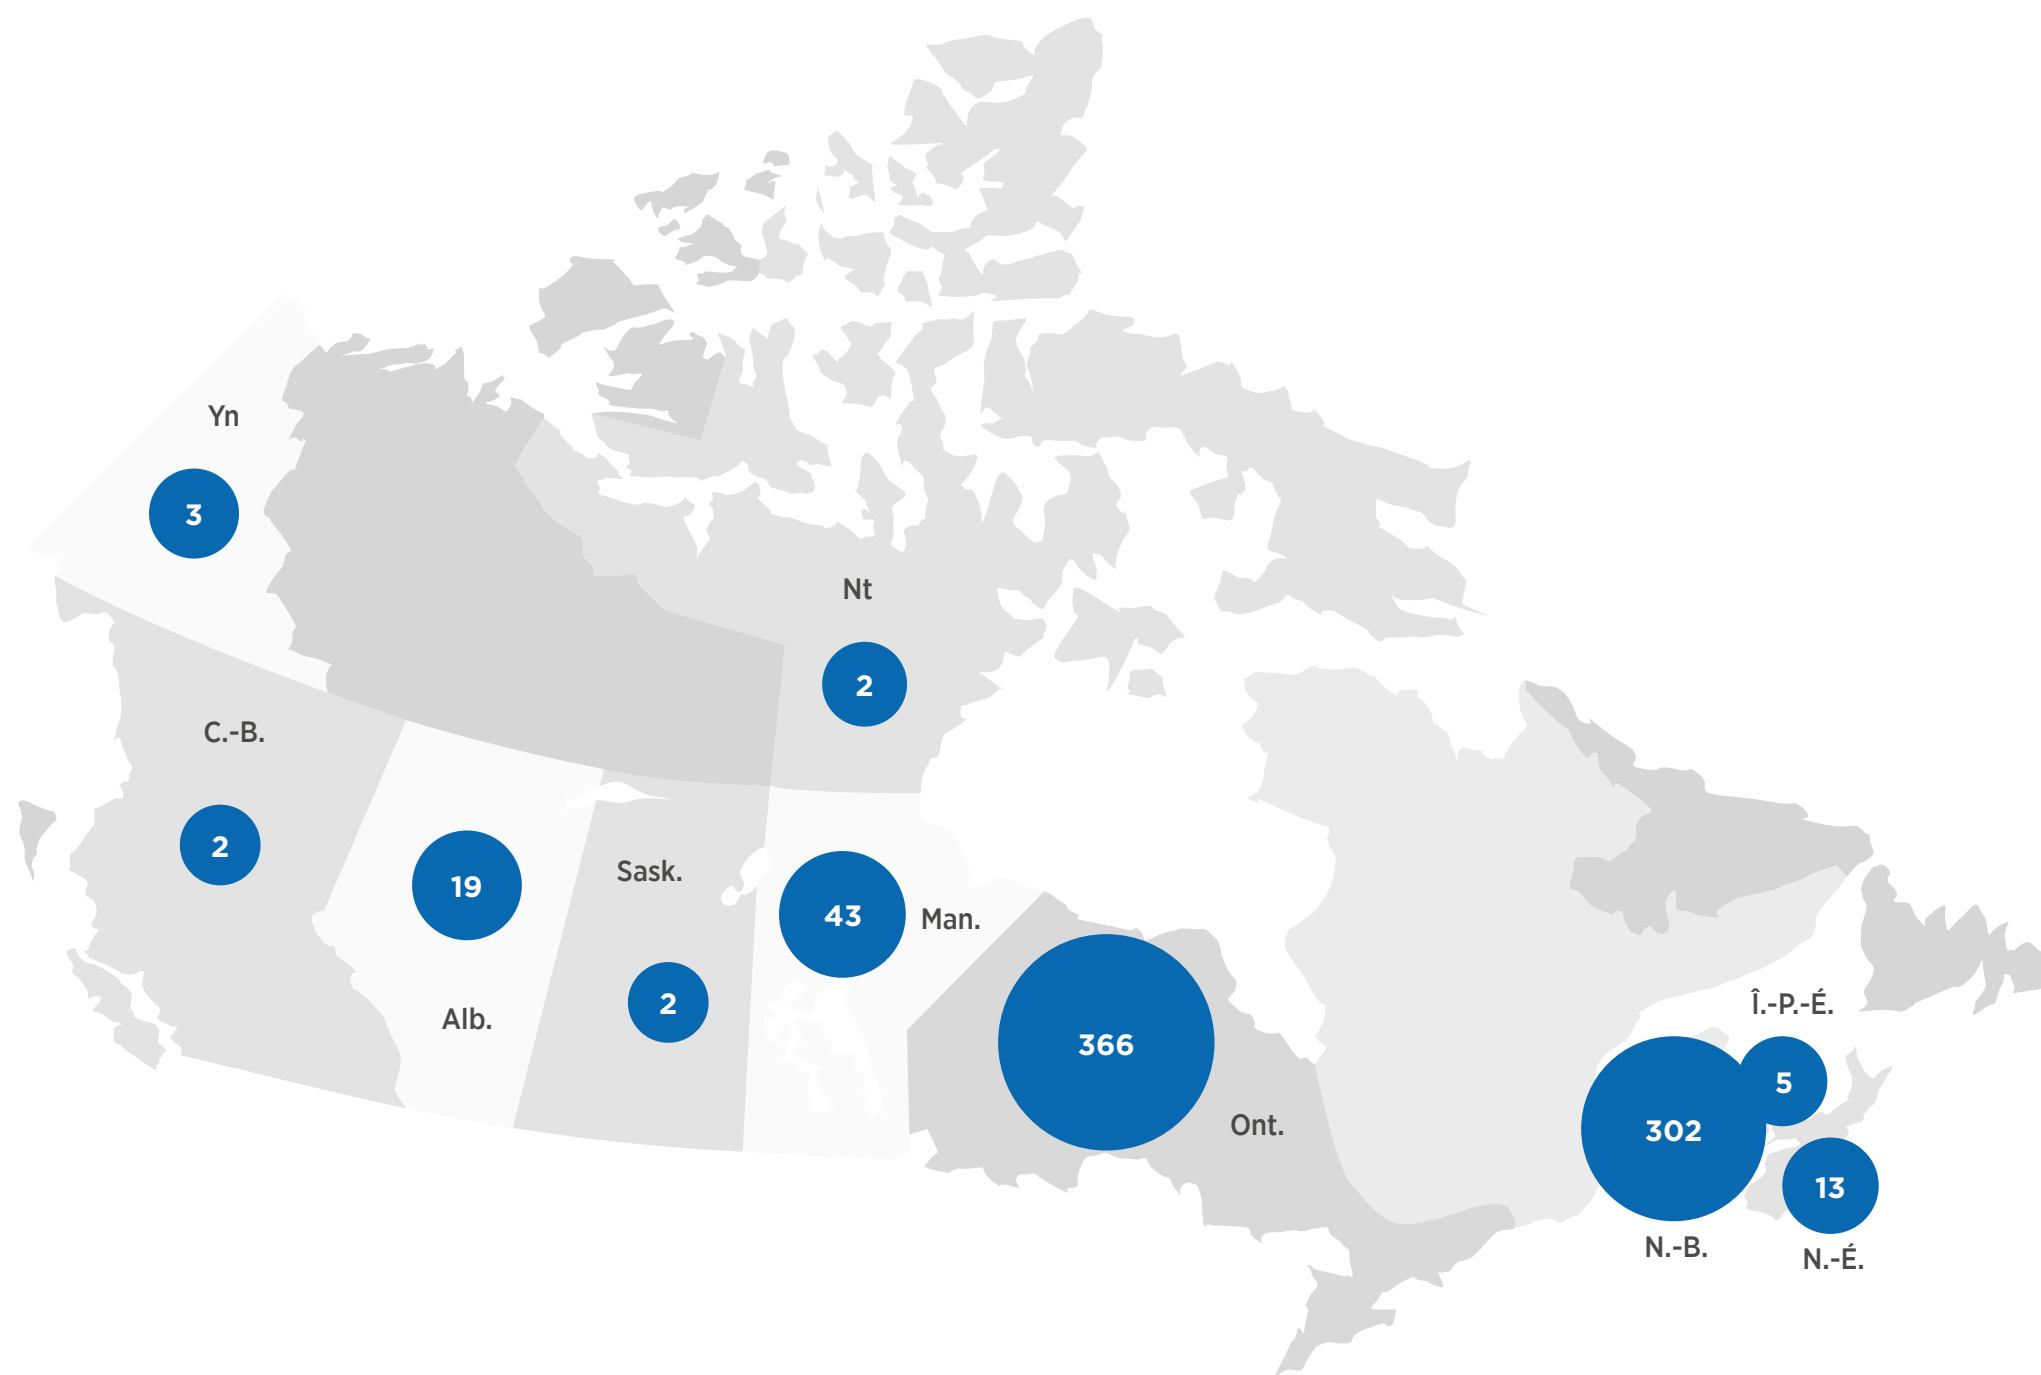 Yn
3
Nt
2
C.-B.
2
19
Alb.
Sask.
2
43
Man.
366
Ont.
Î.-P.-É.
5
302
N.-B.
13
N.-É.